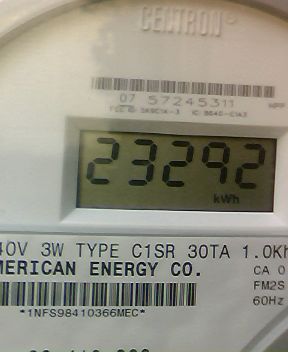 CENTRON
07 57245311
23292
kWh
40V 3W TYPE C1SR 30TA 1.0Kh
MERICAN ENERGY CO.
CA 0
FM2S
60Hz
*1NFS98410366MEC*